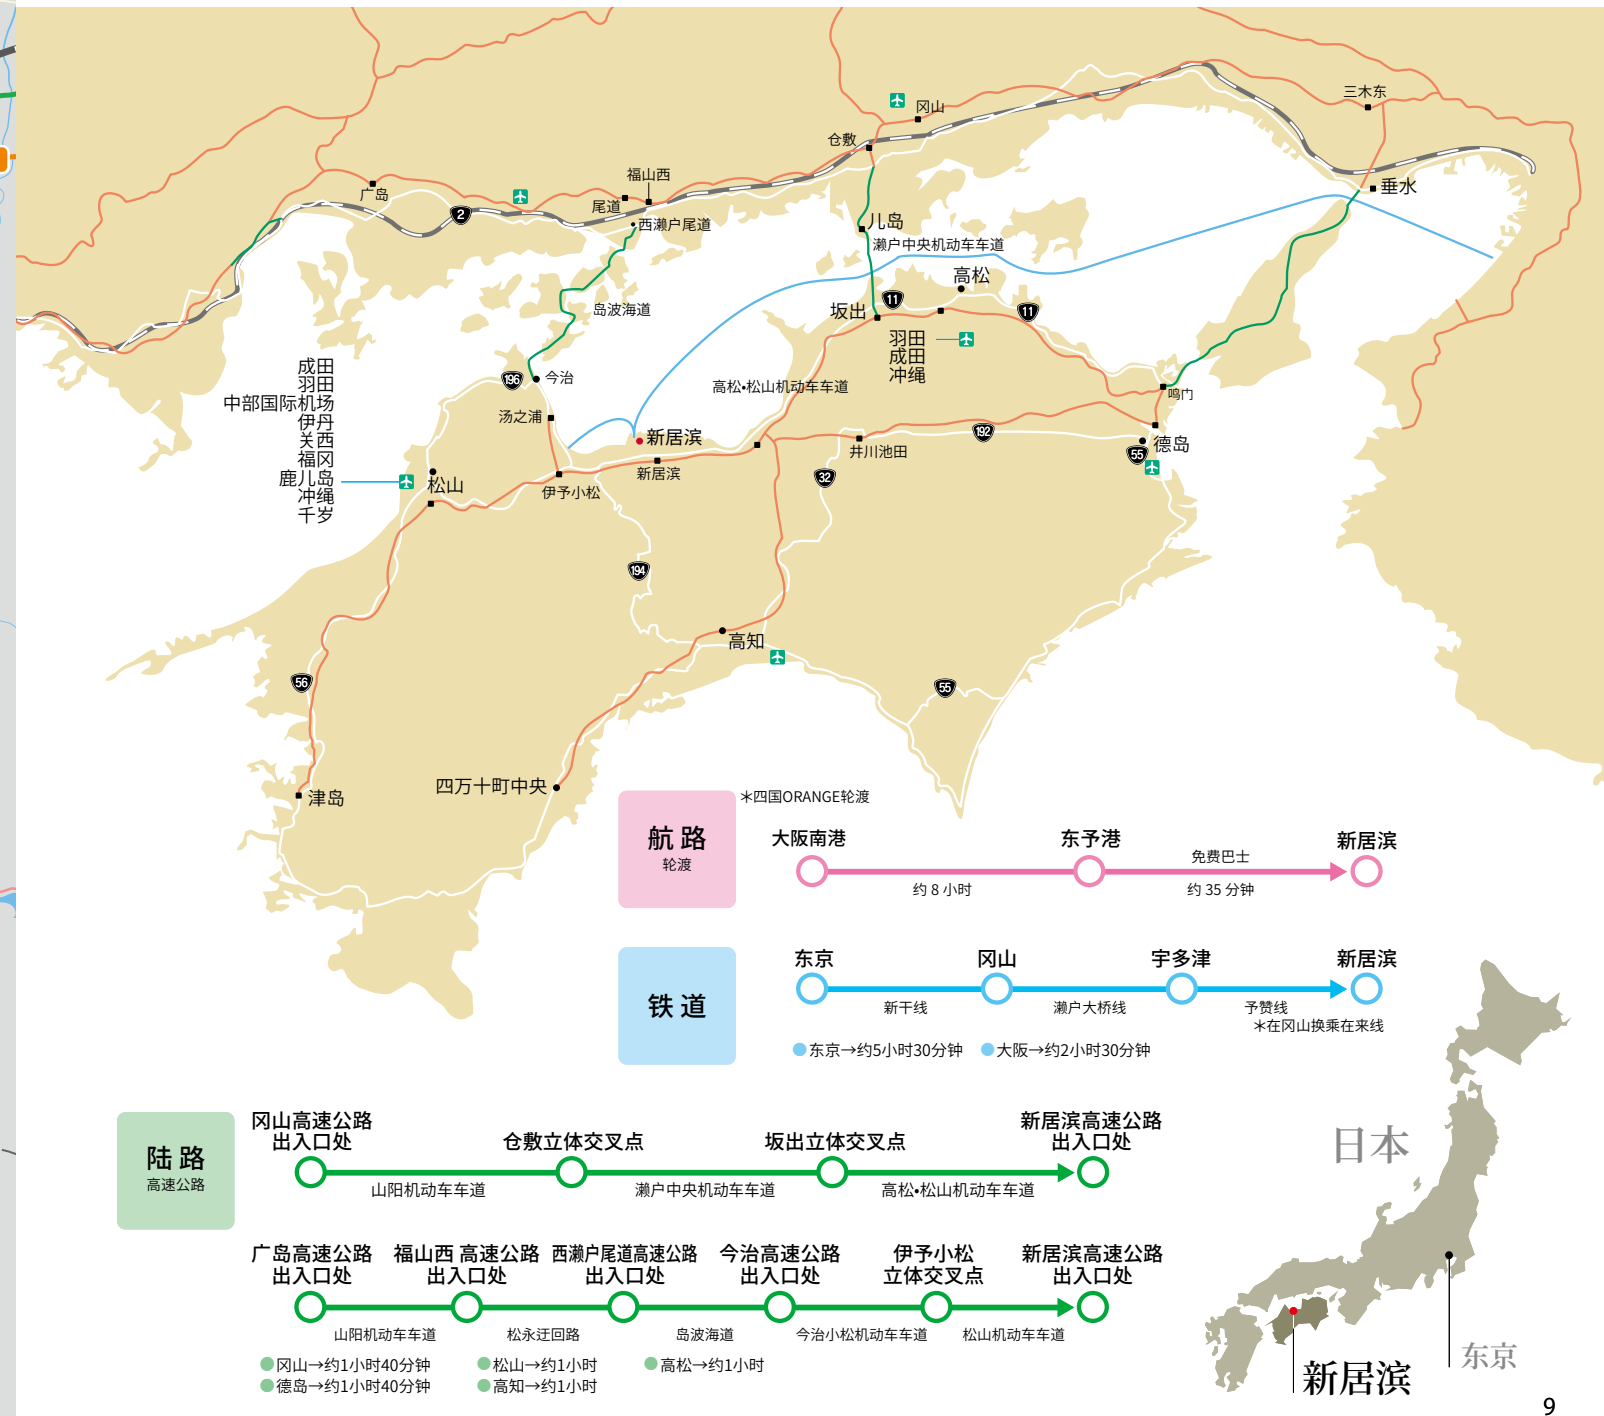 三木东
冈山
仓敷
福山西
垂水
广岛
尾道
2
西濑户尾道
儿岛
濑户中央机动车车道
高松
11
11
岛波海道
坂出
羽田
成田
冲绳
成田
羽田
中部国际机场
伊丹
关西
福冈
鹿儿岛
冲绳
千岁
196
今治
高松•松山机动车车道
鸣门
汤之浦
新居滨
192
德岛
井川池田
55
新居滨
32
松山
伊予小松
194
高知
56
55
四万十町中央
津岛
航路
轮渡
＊四国ORANGE轮渡
大阪南港
东予港
新居滨
免费巴士
约 8 小时
约 35 分钟
铁道
东京
冈山
宇多津
新居滨
新干线
濑户大桥线
予赞线
＊在冈山换乘在来线
东京→约5小时30分钟
大阪→约2小时30分钟
陆路
高速公路
冈山高速公路
出入口处
仓敷立体交叉点
坂出立体交叉点
新居滨高速公路
出入口处
山阳机动车车道
濑户中央机动车车道
高松•松山机动车车道
广岛高速公路
出入口处
福山西 高速公路
出入口处
西濑户尾道高速公路
出入口处
今治高速公路
出入口处
伊予小松
立体交叉点
新居滨高速公路
出入口处
山阳机动车车道
松永迂回路
岛波海道
今治小松机动车车道
松山机动车车道
冈山→约1小时40分钟
松山→约1小时
高松→约1小时
德岛→约1小时40分钟
高知→约1小时
日本
东京
新居滨
9